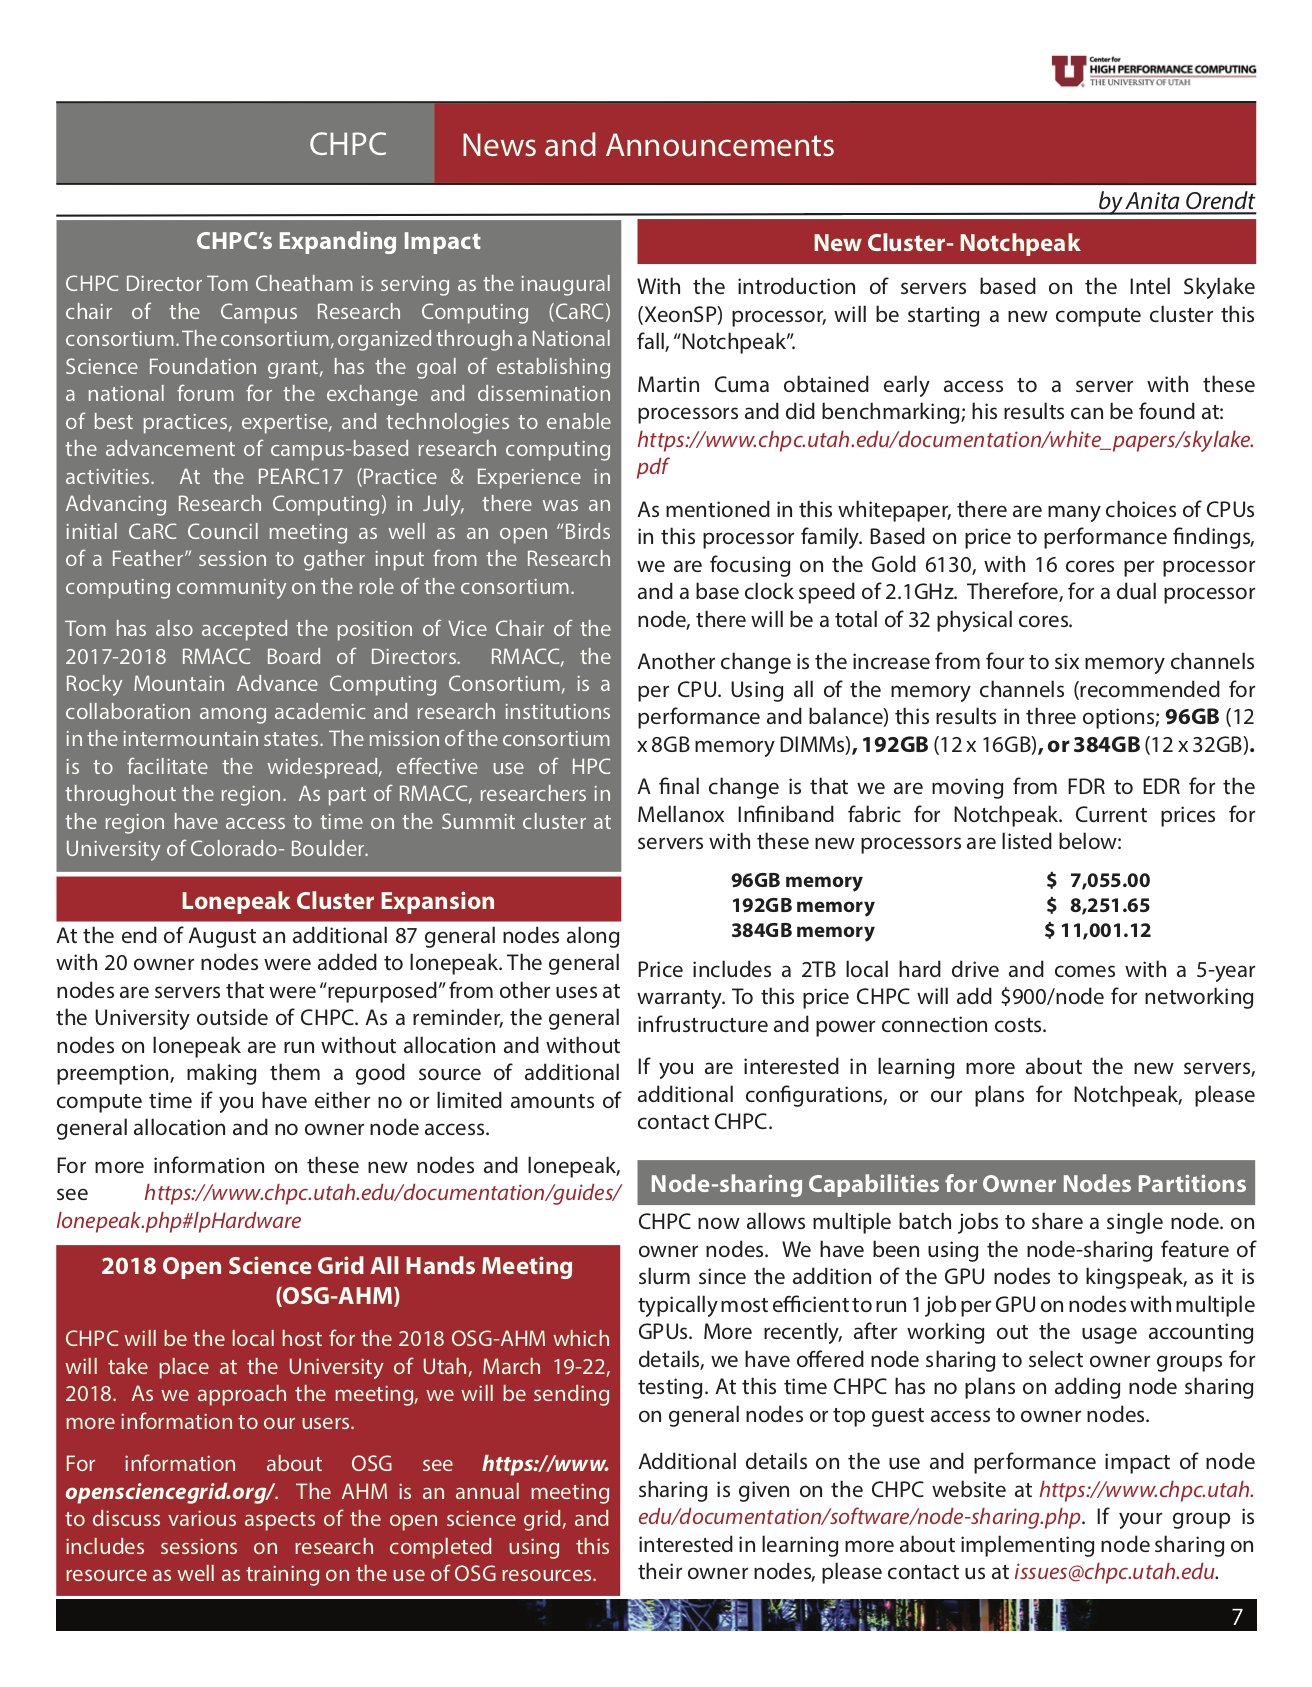 Center for
HIGH PERFORMANCE COMPUTING
THE UNIVERSITY OF UTAH
CHPC
News and Announcements
by Anita Orendt
CHPC's Expanding Impact
CHPC Director Tom Cheatham is serving as the inaugural
chair of the Campus Research Computing (CaRC)
consortium. The consortium, organized through a National
Science Foundation grant, has the goal of establishing
a national forum for the exchange and dissemination
of best practices, expertise, and technologies to enable
the advancement of campus-based research computing
activities. At the PEARC17 (Practice & Experience in
Advancing Research Computing) in July, there was an
initial CaRC Council meeting as well as an open “Birds
of a Feather” session to gather input from the Research
computing community on the role of the consortium.
Tom has also accepted the position of Vice Chair of the
2017-2018 RMACC Board of Directors. RMACC, the
Rocky Mountain Advance Computing Consortium, is a
collaboration among academic and research institutions
in the intermountain states. The mission of the consortium
is to facilitate the widespread, effective use of HPC
throughout the region. As part of RMACC, researchers in
the region have access to time on the Summit cluster at
University of Colorado- Boulder.
Lonepeak Cluster Expansion
At the end of August an additional 87 general nodes along
with 20 owner nodes were added to lonepeak. The general
nodes are servers that were “repurposed” from other uses at
the University outside of CHPC. As a reminder, the general
nodes on lonepeak are run without allocation and without
preemption, making them a good source of additional
compute time if you have either no or limited amounts of
general allocation and no owner node access.
For more information on these new nodes and lonepeak,
see https://www.chpc.utah.edu/documentation/guides/
lonepeak.php#lpHardware
2018 Open Science Grid All Hands Meeting
(OSG-AHM)
CHPC will be the local host for the 2018 OSG-AHM which
will take place at the University of Utah, March 19-22,
2018. As we approach the meeting, we will be sending
more information to our users.
For information about OSG see https://www.
opensciencegrid.org/. The AHM is an annual meeting
to discuss various aspects of the open science grid, and
includes sessions on research completed using this
resource as well as training on the use of OSG resources.
New Cluster- Notchpeak
With the introduction of servers based on the Intel Skylake
(XeonSP) processor, will be starting a new compute cluster this
fall, “Notchpeak”.
Martin Cuma obtained early access to a server with these
processors and did benchmarking; his results can be found at:
https://www.chpc.utah.edu/documentation/white_papers/skylake.
pdf
As mentioned in this whitepaper, there are many choices of CPUs
in this processor family. Based on price to performance findings,
we are focusing on the Gold 6130, with 16 cores per processor
and a base clock speed of 2.1GHz. Therefore, for a dual processor
node, there will be a total of 32 physical cores.
Another change is the increase from four to six memory channels
per CPU. Using all of the memory channels (recommended for
performance and balance) this results in three options; 96GB (12
x 8GB memory DIMMs), 192GB (12 x 16GB), or 384GB (12 x 32GB).
A final change is that we are moving from FDR to EDR for the
Mellanox Infiniband fabric for Notchpeak. Current prices for
servers with these new processors are listed below:
96GB memory $ 7,055.00
192GB memory $ 8,251.65
384GB memory $ 11,001.12
Price includes a 2TB local hard drive and comes with a 5-year
warranty. To this price CHPC will add $900/node for networking
infrustructure and power connection costs.
If you are interested in learning more about the new servers,
additional configurations, or our plans for Notchpeak, please
contact CHPC.
Node-sharing Capabilities for Owner Nodes Partitions
CHPC now allows multiple batch jobs to share a single node. on
owner nodes. We have been using the node-sharing feature of
slurm since the addition of the GPU nodes to kingspeak, as it is
typically most efficient to run 1 job per GPU on nodes with multiple
GPUs. More recently, after working out the usage accounting
details, we have offered node sharing to select owner groups for
testing. At this time CHPC has no plans on adding node sharing
on general nodes or top guest access to owner nodes.
Additional details on the use and performance impact of node
sharing is given on the CHPC website at https://www.chpc.utah.
edu/documentation/software/node-sharing.php. If your group is
interested in learning more about implementing node sharing on
their owner nodes, please contact us at issues@chpc.utah.edu.
7